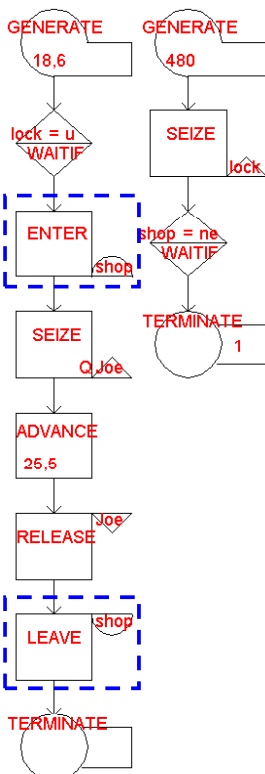 GENERATE
18,6
lock = u
WAITIF
ENTER
shop
SEIZE
Q Joe
ADVANCE
25,5
Joe
RELEASE
shop
LEAVE
TERMINATE
GENERATE
480
SEIZE
lock
shop = ne
WAITIF
TERMINATE
1